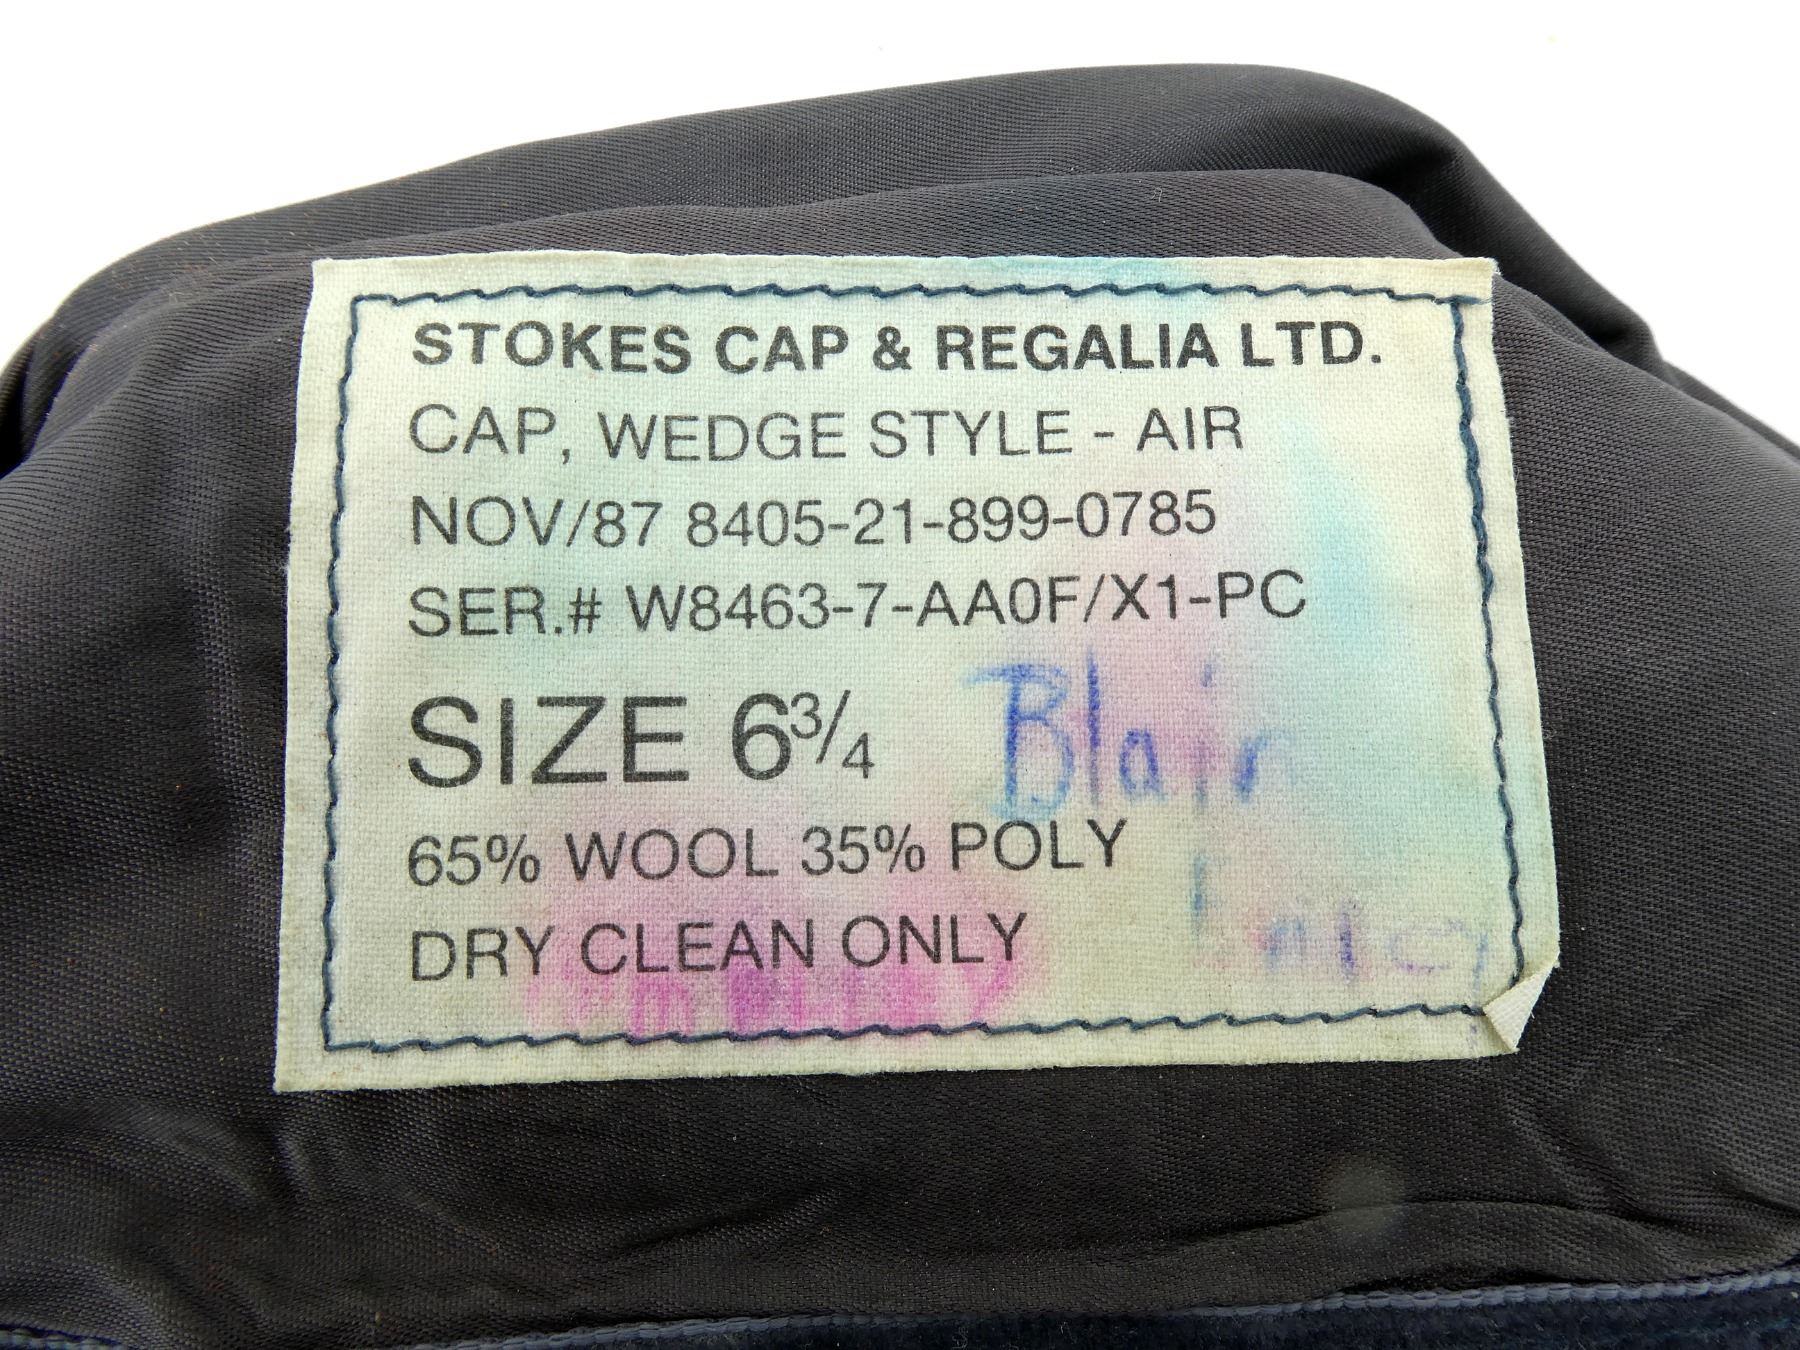 STOKES CAP & REGALIA LTD.
CAP, WEDGE STYLE - AIR
NOV/87 8405-21-899-0785
SER.# W8463-7-AA0F/X1-PC
SIZE 6¾
Blair
65% WOOL 35% POLY
DRY CLEAN ONLY